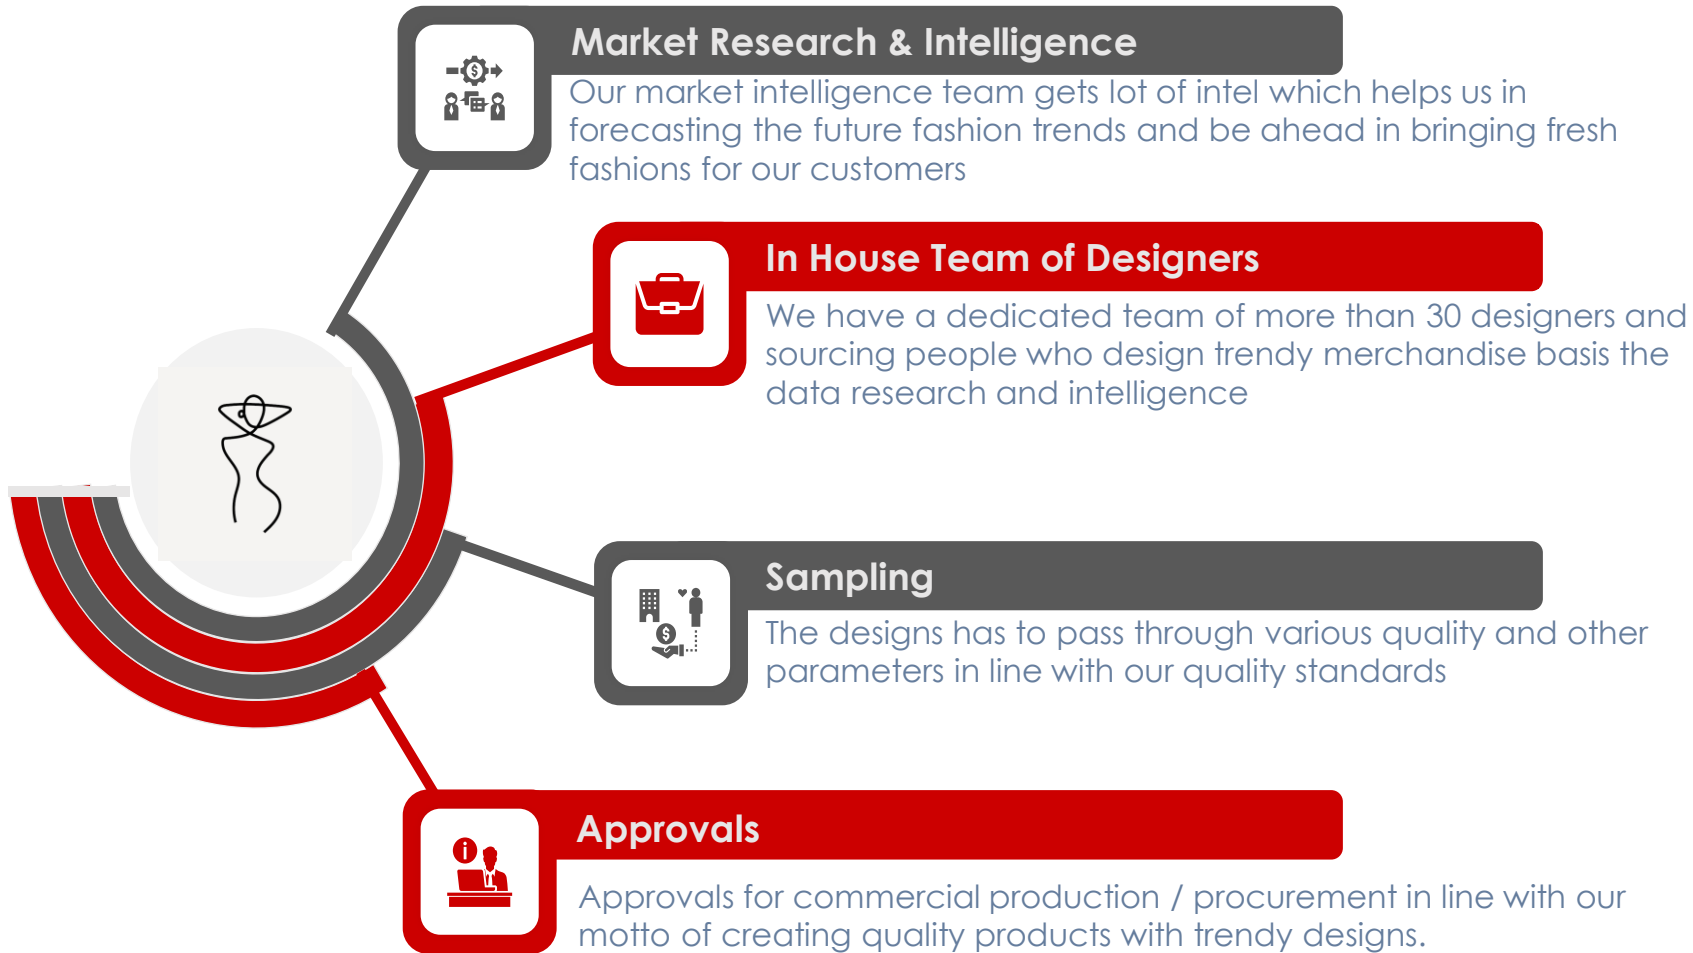 Market Research & Intelligence
Our market intelligence team gets lot of intel which helps us in
forecasting the future fashion trends and be ahead in bringing fresh
fashions for our customers
In House Team of Designers
We have a dedicated team of more than 30 designers and
sourcing people who design trendy merchandise basis the
data research and intelligence
Sampling
The designs has to pass through various quality and other
parameters in line with our quality standards
Approvals
Approvals for commercial production / procurement in line with our
motto of creating quality products with trendy designs.